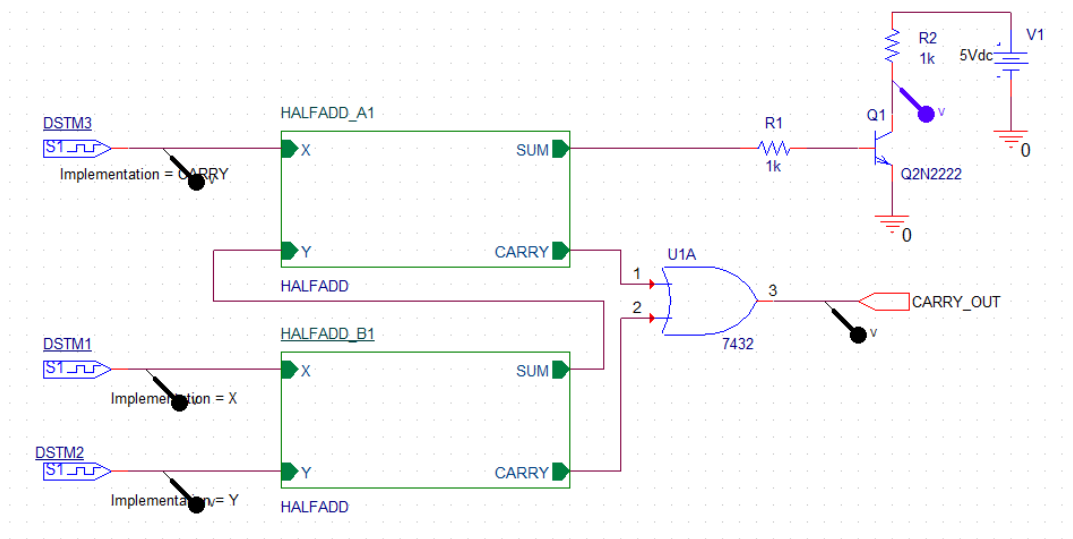 R2
1k
V1
5Vdc
0
DSTM3
S1
Implementation = CARRY
V
HALFADD_A1
X
SUM
Y
CARRY
HALFADD
R1
1k
Q1
V
Q2N2222
0
U1A
1
2
3
7432
CARRY_OUT
V
DSTM1
S1
Implementation = X
V
HALFADD_B1
X
SUM
Y
CARRY
HALFADD
DSTM2
S1
Implementation = Y
V